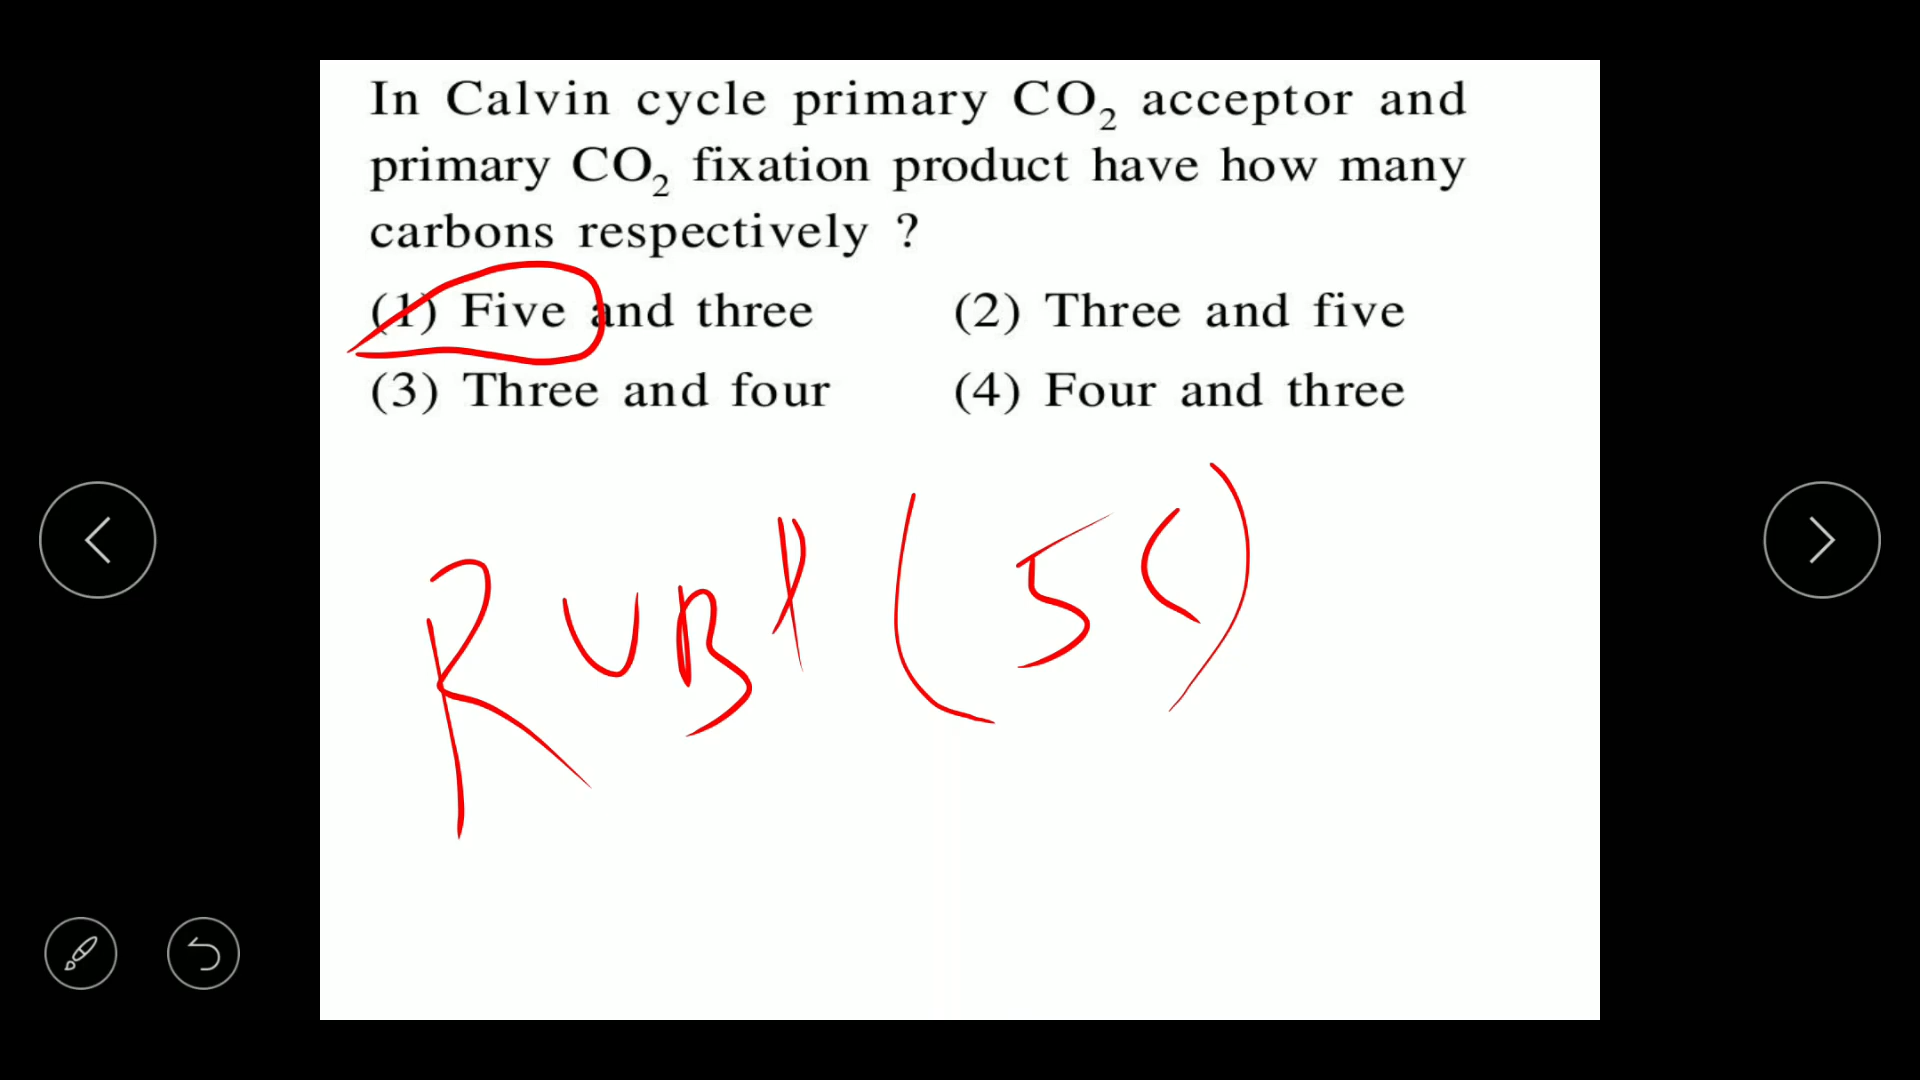 In Calvin cycle primary CO₂ acceptor and
primary CO₂ fixation product have how many
carbons respectively ?
(1) Five and three (2) Three and five
(3) Three and four (4) Four and three
RUBP (5C)